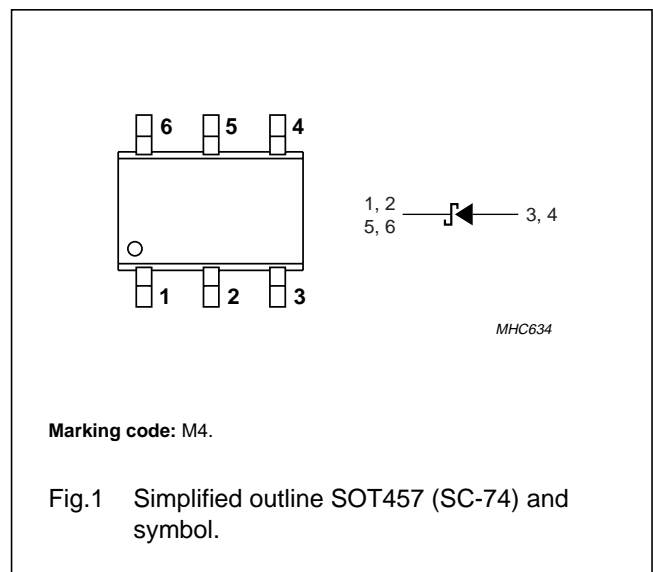 6 5 4
1, 2
5, 6
3, 4
1 2 3
MHC634
Marking code: M4.
Fig.1 Simplified outline SOT457 (SC-74) and
symbol.